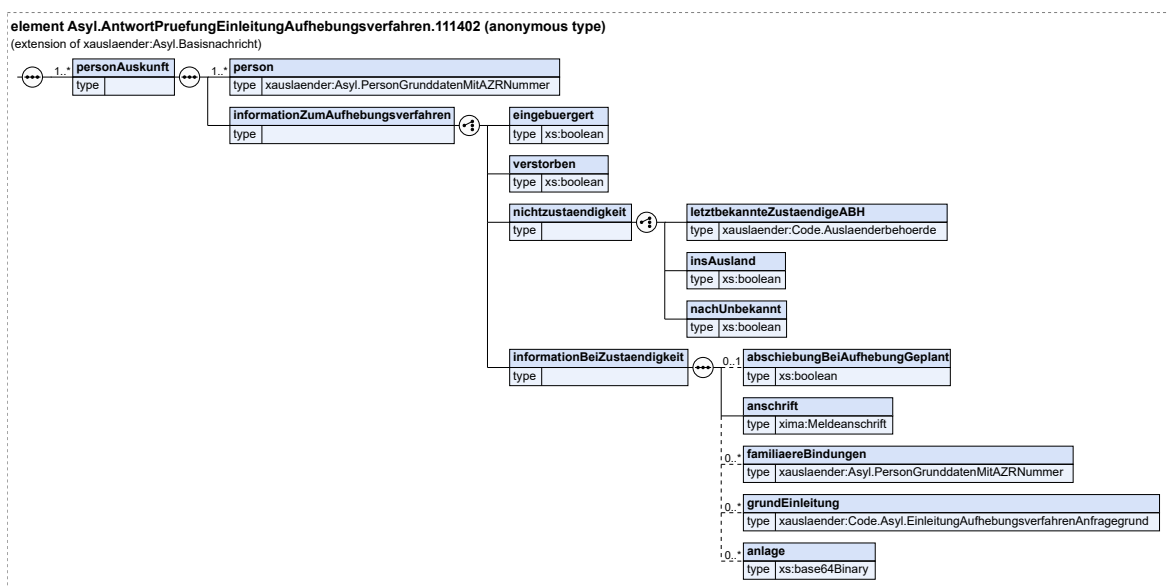 element Asyl.AntwortPruefungEinleitungAufhebungsverfahren.111402 (anonymous type)
(extension of xauslaender:Asyl.Basisnachricht)
1..* personAuskunft
type
1..* person
type xauslaender:Asyl.PersonGrunddatenMitAZRNummer
informationZumAufhebungsverfahren
type
eingebuergert
type xs:boolean
verstorben
type xs:boolean
nichtzustaendigkeit
type
letztbekannteZustaendigeABH
type xauslaender:Code.Auslaenderbehoerde
insAusland
type xs:boolean
nachUnbekannt
type xs:boolean
informationBeiZustaendigkeit
type
0..1 abschiebungBeiAufhebungGeplant
type xs:boolean
anschrift
type xima:Meldeanschrift
0..* familiaereBindungen
type xauslaender:Asyl.PersonGrunddatenMitAZRNummer
0..* grundEinleitung
type xauslaender:Code.Asyl.EinleitungAufhebungsverfahrenAnfragegrund
0..* anlage
type xs:base64Binary